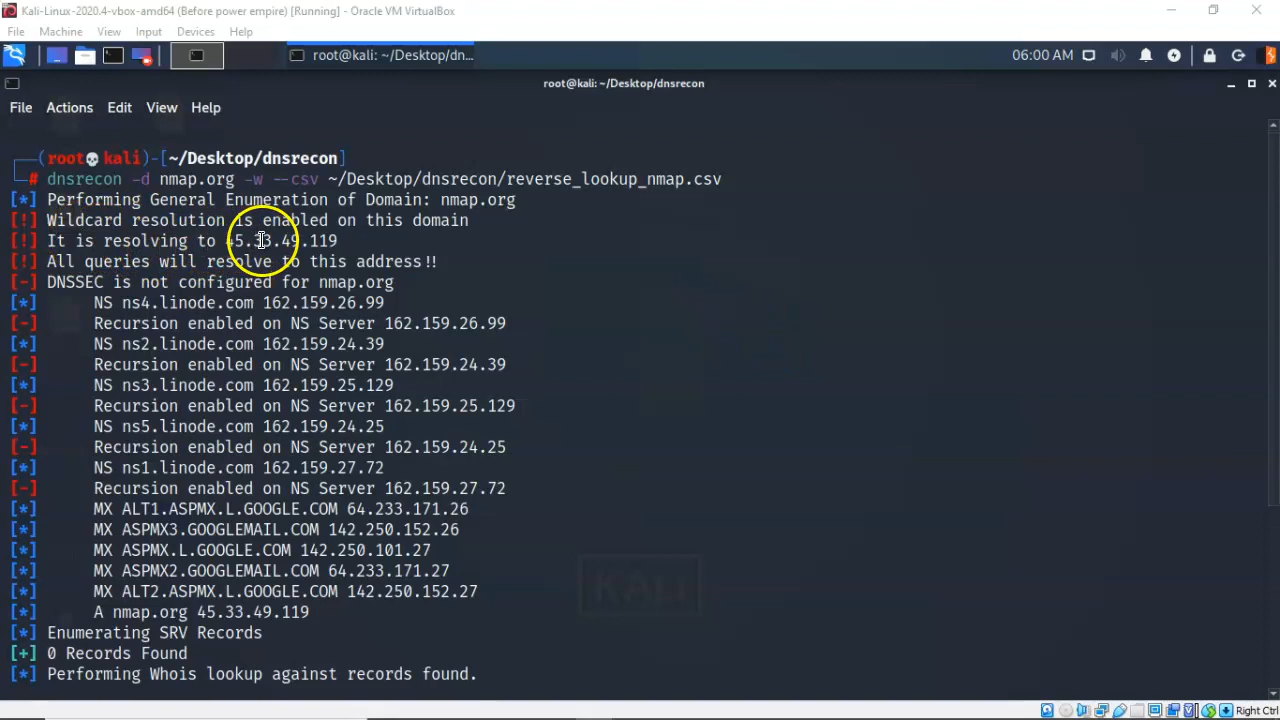 Kali-Linux-2020.4-vbox-amd64 (Before power empire) [Running] - Oracle VM VirtualBox
File Machine View Input Devices Help
root@kali: ~/Desktop/dn... 06:00 AM
root@kali: ~/Desktop/dnsrecon
File Actions Edit View Help
(root💀kali)-[~/Desktop/dnsrecon]
# dnsrecon -d nmap.org -w --csv ~/Desktop/dnsrecon/reverse_lookup_nmap.csv
[*] Performing General Enumeration of Domain: nmap.org
[!] Wildcard resolution is enabled on this domain
[!] It is resolving to 45.33.49.119
[!] All queries will resolve to this address!!
[-] DNSSEC is not configured for nmap.org
[*] NS ns4.linode.com 162.159.26.99
[-] Recursion enabled on NS Server 162.159.26.99
[*] NS ns2.linode.com 162.159.24.39
[-] Recursion enabled on NS Server 162.159.24.39
[*] NS ns3.linode.com 162.159.25.129
[-] Recursion enabled on NS Server 162.159.25.129
[*] NS ns5.linode.com 162.159.24.25
[-] Recursion enabled on NS Server 162.159.24.25
[*] NS ns1.linode.com 162.159.27.72
[-] Recursion enabled on NS Server 162.159.27.72
[*] MX ALT1.ASPMX.L.GOOGLE.COM 64.233.171.26
[*] MX ASPMX3.GOOGLEMAIL.COM 142.250.152.26
[*] MX ASPMX.L.GOOGLE.COM 142.250.101.27
[*] MX ASPMX2.GOOGLEMAIL.COM 64.233.171.27
[*] MX ALT2.ASPMX.L.GOOGLE.COM 142.250.152.27
[*] A nmap.org 45.33.49.119
[*] Enumerating SRV Records
[+] 0 Records Found
[*] Performing Whois lookup against records found.
KALI
Right Ctrl